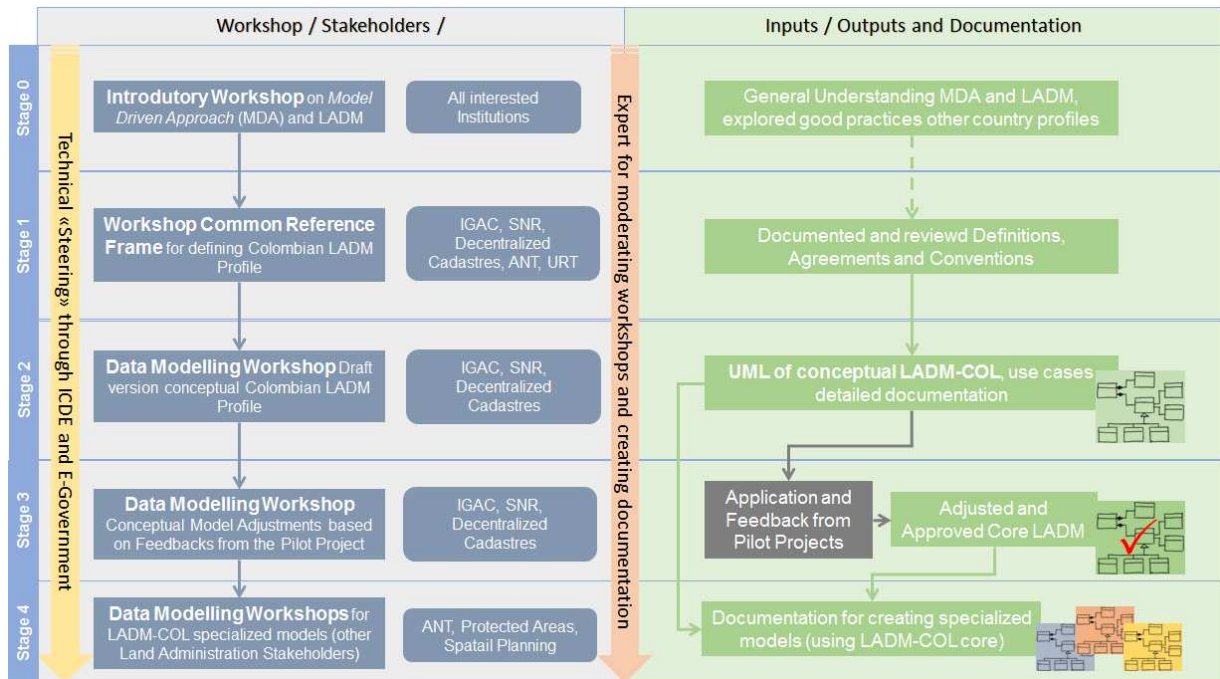 Workshop / Stakeholders /
Inputs / Outputs and Documentation
Stage 0
Stage 1
Stage 2
Stage 3
Stage 4
Technical «Steering» through ICDE and E-Government
Expert for moderating workshops and creating documentation
Introdutory Workshop on Model
Driven Approach (MDA) and LADM
All interested
Institutions
General Understanding MDA and LADM,
explored good practices other country profiles
Workshop Common Reference
Frame for defining Colombian LADM
Profile
IGAC, SNR,
Decentralized
Cadastres, ANT, URT
Documented and reviewd Definitions,
Agreements and Conventions
Data Modelling Workshop Draft
version conceptual Colombian LADM
Profile
IGAC, SNR,
Decentralized
Cadastres
UML of conceptual LADM-COL, use cases
detailed documentation
Data Modelling Workshop
Conceptual Model Adjustments based
on Feedbacks from the Pilot Project
IGAC, SNR,
Decentralized
Cadastres
Application and
Feedback from
Pilot Projects
Adjusted and
Approved Core LADM
Data Modelling Workshops for
LADM-COL specialized models (other
Land Administration Stakeholders)
ANT, Protected Areas,
Spatail Planning
Documentation for creating specialized
models (using LADM-COL core)